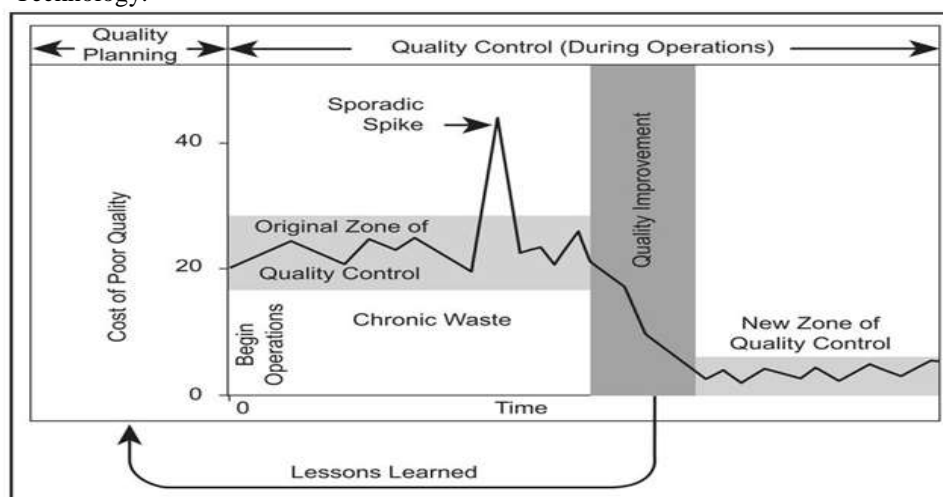 Technology.
Quality
Planning
Quality Control (During Operations)
Sporadic
Spike
40
Quality Improvement
Original Zone of
Quality Control
20
Cost of Poor Quality
Begin
Operations
Chronic Waste
New Zone of
Quality Control
0
0
Time
Lessons Learned